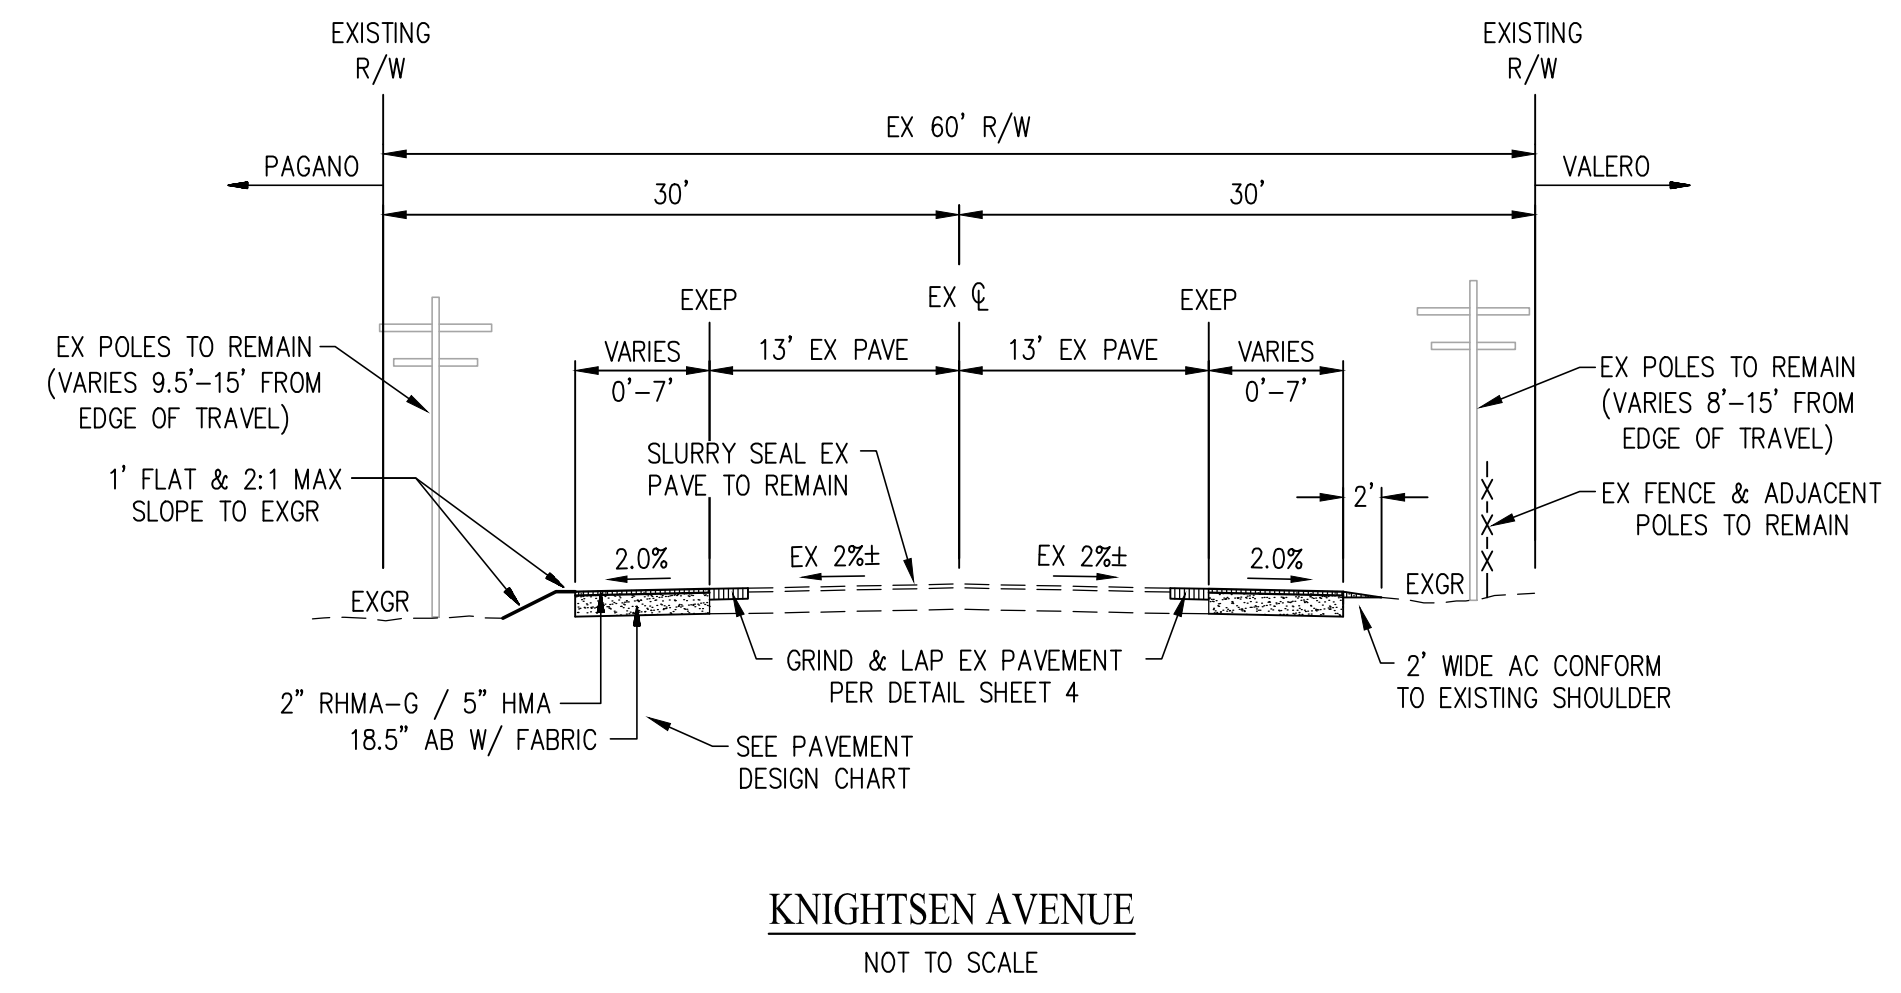 EXISTING
R/W
EXISTING
R/W
EX 60' R/W
PAGANO
VALERO
30'
30'
EXEP
EX ℄
EXEP
EX POLES TO REMAIN
(VARIES 9.5'-15' FROM
EDGE OF TRAVEL)
VARIES
0'-7'
13' EX PAVE
13' EX PAVE
VARIES
0'-7'
EX POLES TO REMAIN
(VARIES 8'-15' FROM
EDGE OF TRAVEL)
1' FLAT & 2:1 MAX
SLOPE TO EXGR
SLURRY SEAL EX
PAVE TO REMAIN
2'
X
X
X
EX FENCE & ADJACENT
POLES TO REMAIN
2.0%
EX 2%±
EX 2%±
2.0%
EXGR
EXGR
GRIND & LAP EX PAVEMENT
PER DETAIL SHEET 4
2' WIDE AC CONFORM
TO EXISTING SHOULDER
2" RHMA-G / 5" HMA
18.5" AB W/ FABRIC
SEE PAVEMENT
DESIGN CHART
KNIGHTSEN AVENUE
NOT TO SCALE